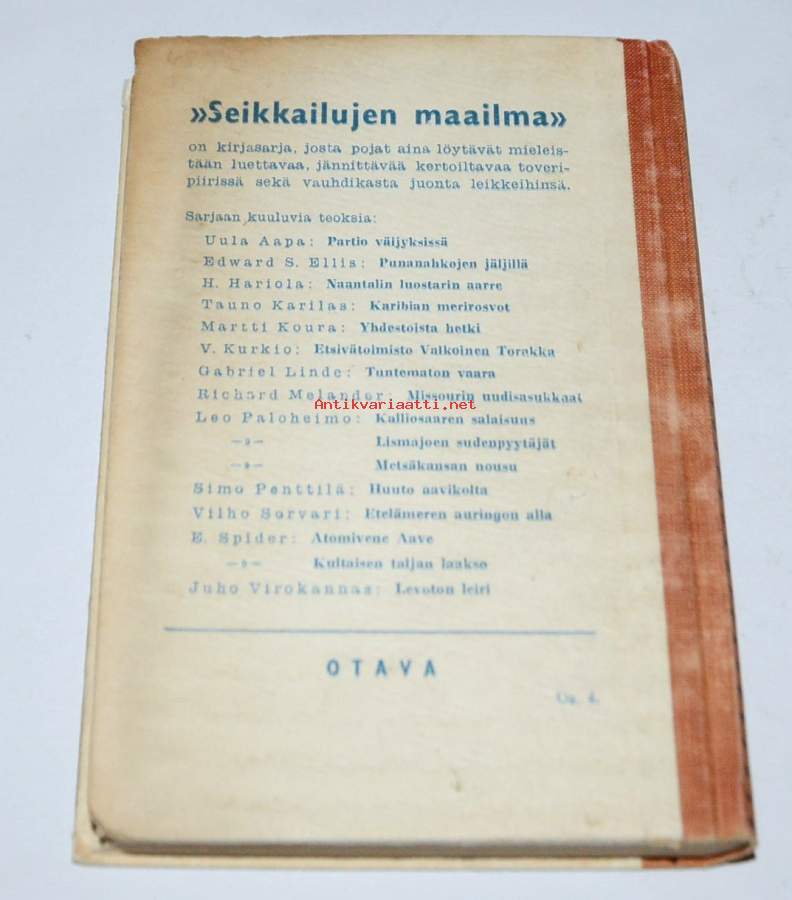 »Seikkailujen maailma»
on kirjasarja, josta pojat aina löytävät mieleis-
tään luettavaa, jännittävää kertoiltavaa toveri-
piirissä sekä vauhdikasta juonta leikkeihinsä.
Sarjaan kuuluvia teoksia:
Uula Aapa: Partio väijyksissä
Edward S. Ellis: Punanahkojen jäljillä
H. Hariola: Naantalin luostarin aarre
Tauno Karilas: Karibian merirosvot
Martti Koura: Yhdestoista hetki
V. Kurkio: Etsivätoimisto Valkoinen Torakka
Gabriel Linde: Tuntematon vaara
Richard Melander: Missourin uudisasukkaat
Antikvariaatti.net
Leo Paloheimo: Kalliosaaren salaisuus
—»— Lismajoen sudenpyytäjät
—»— Metsäkansan nousu
Simo Penttilä: Huuto aavikolta
Vilho Sorvari: Etelämeren auringon alla
E. Spider: Atomivene Aave
—»— Kultaisen taljan laakso
Juho Virokannas: Levoton leiri
OTAVA